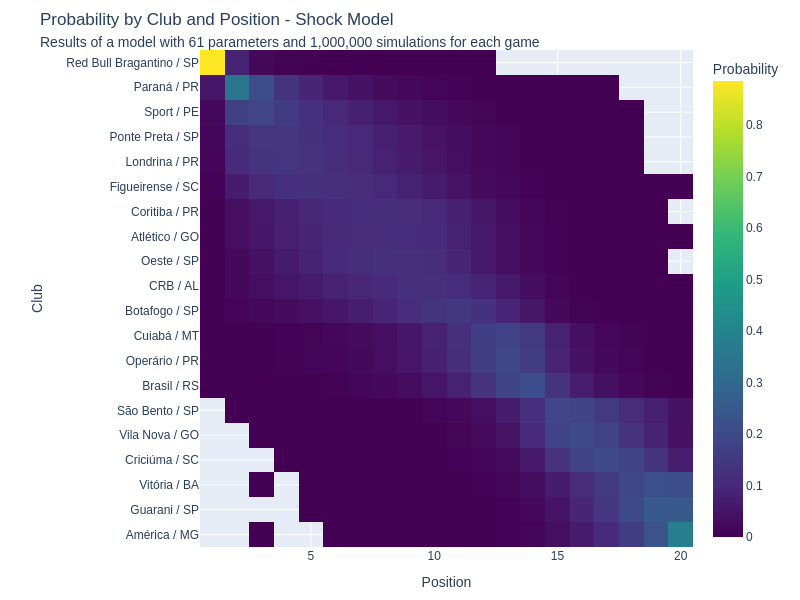 Probability by Club and Position - Shock Model
Results of a model with 61 parameters and 1,000,000 simulations for each game
Club
Red Bull Bragantino / SP
Paraná / PR
Sport / PE
Ponte Preta / SP
Londrina / PR
Figueirense / SC
Coritiba / PR
Atlético / GO
Oeste / SP
CRB / AL
Botafogo / SP
Cuiabá / MT
Operário / PR
Brasil / RS
São Bento / SP
Vila Nova / GO
Criciúma / SC
Vitória / BA
Guarani / SP
América / MG
5 10 15 20
Position
Probability
0.8
0.7
0.6
0.5
0.4
0.3
0.2
0.1
0